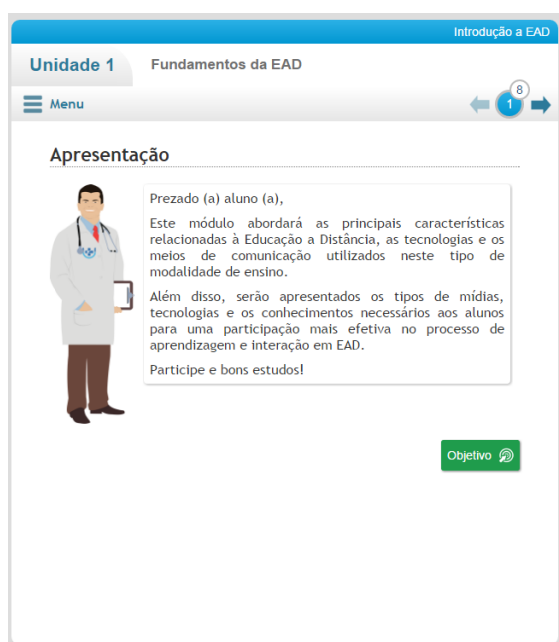 Introdução a EAD
Unidade 1
Fundamentos da EAD
Menu
8
1
Apresentação
Prezado (a) aluno (a),
Este módulo abordará as principais características
relacionadas à Educação a Distância, as tecnologias e os
meios de comunicação utilizados neste tipo de
modalidade de ensino.
Além disso, serão apresentados os tipos de mídias,
tecnologias e os conhecimentos necessários aos alunos
para uma participação mais efetiva no processo de
aprendizagem e interação em EAD.
Participe e bons estudos!
Objetivo